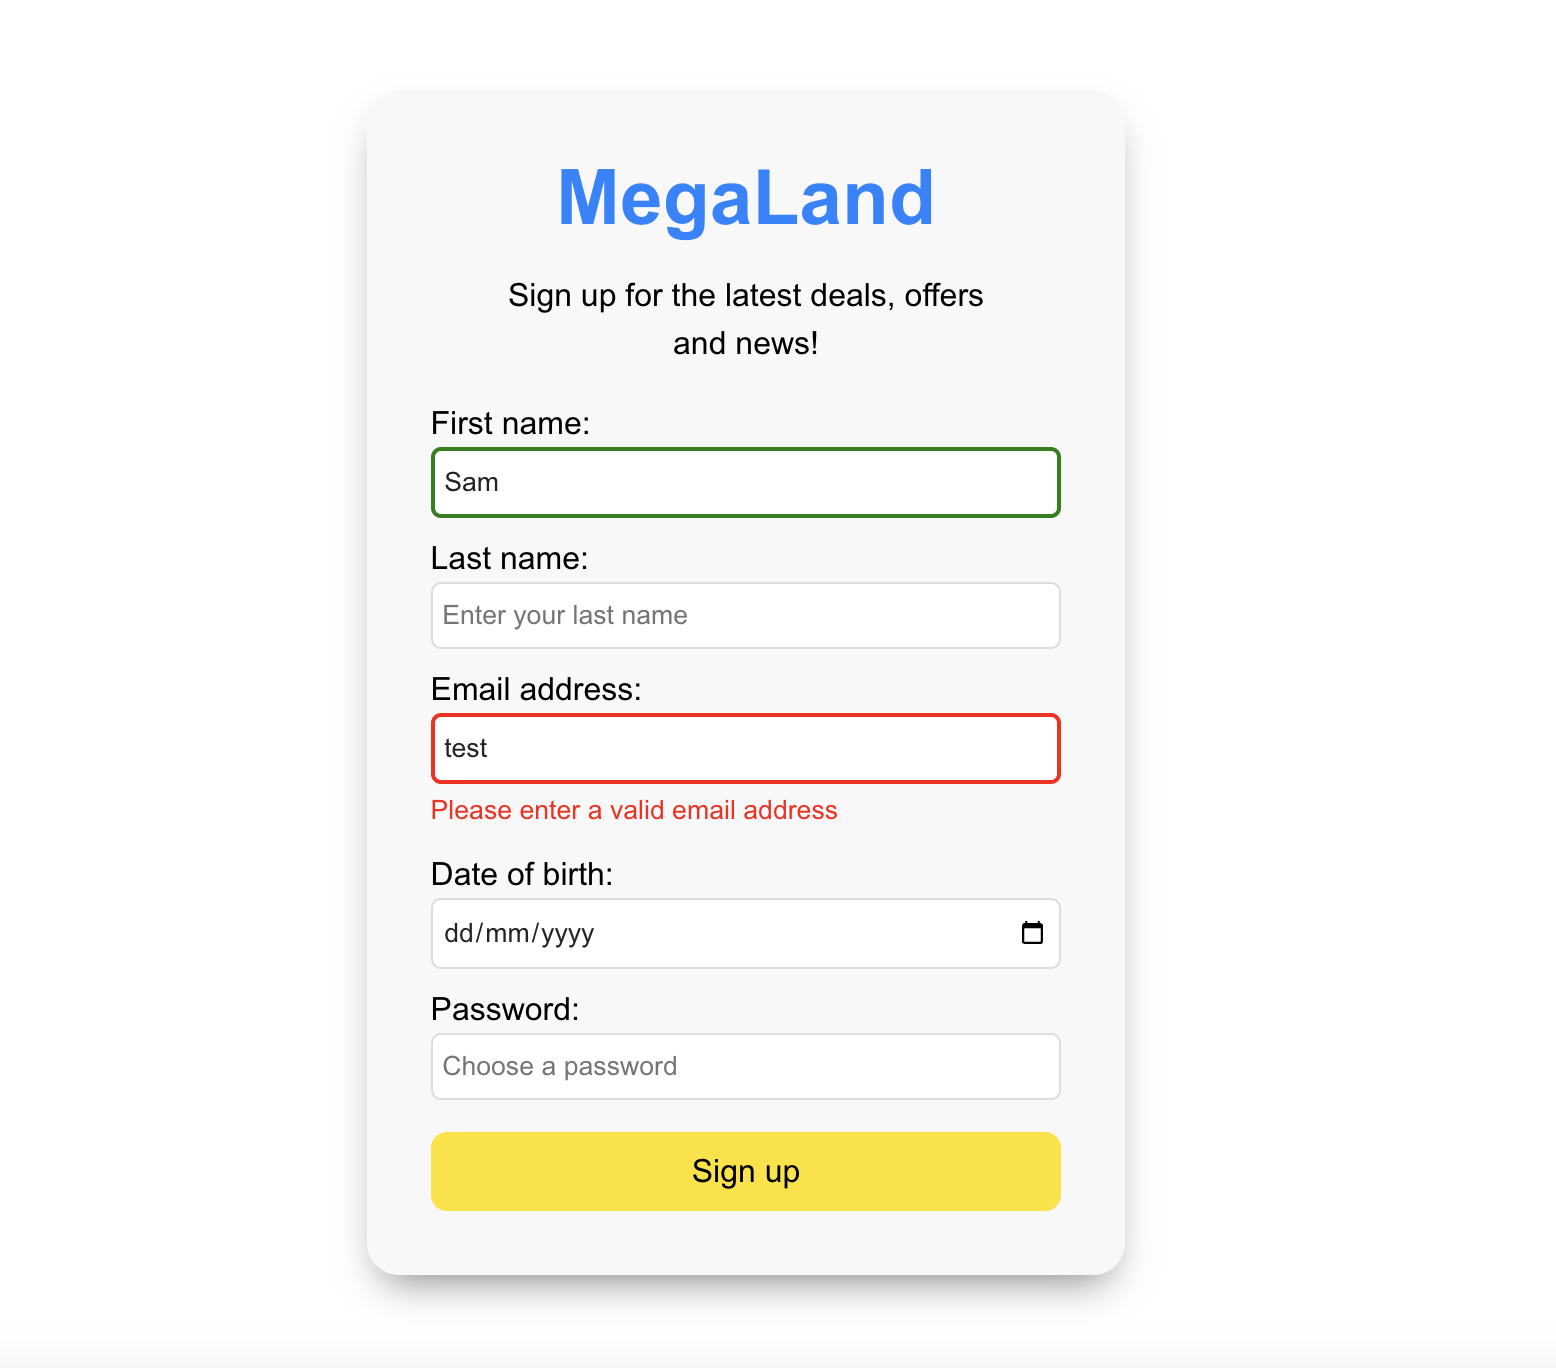 MegaLand
Sign up for the latest deals, offers
and news!
First name:
Sam
Last name:
Enter your last name
Email address:
test
Please enter a valid email address
Date of birth:
dd/mm/yyyy
Password:
Choose a password
Sign up